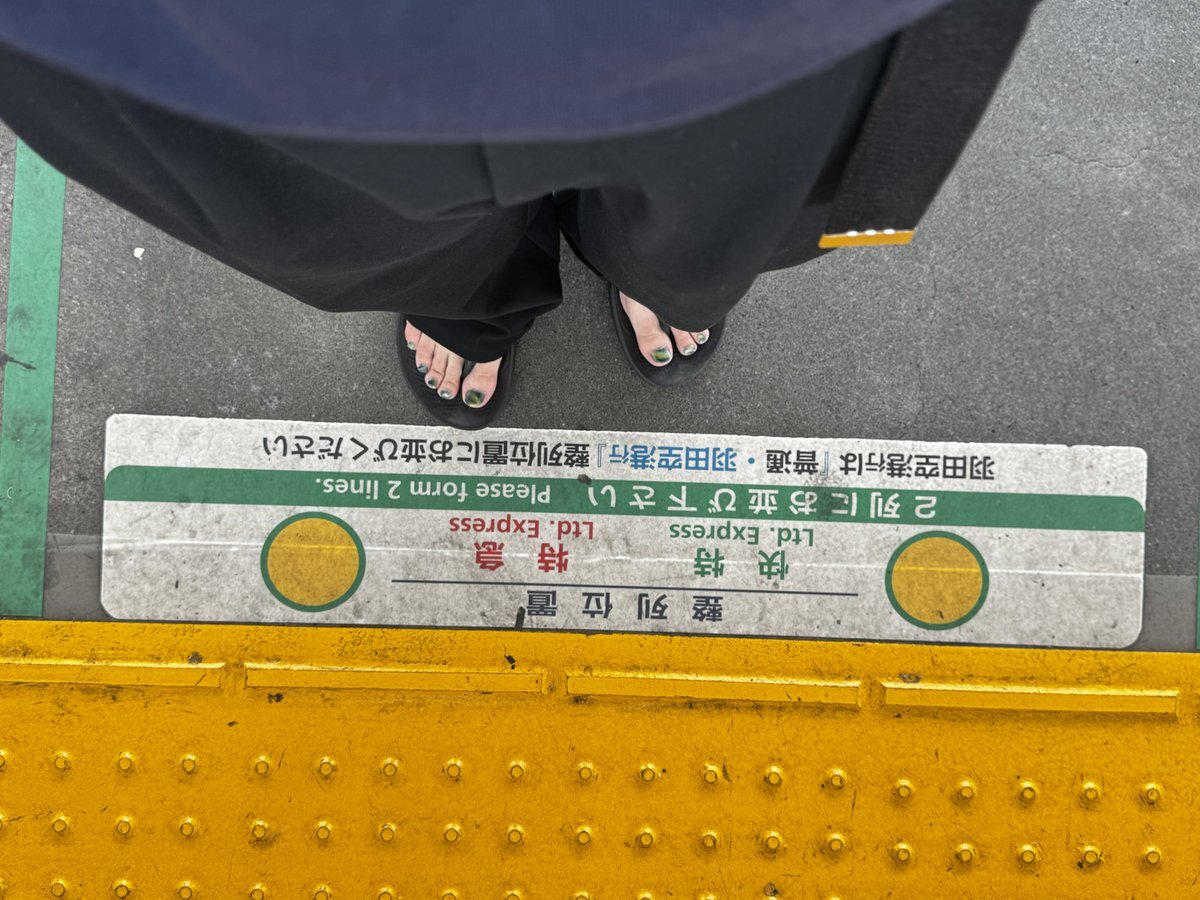 整列位置
快特 特急
Ltd. Express Ltd. Express
2列にお並び下さい Please form 2 lines.
羽田空港行は『普通・羽田空港行』整列位置にお並びください